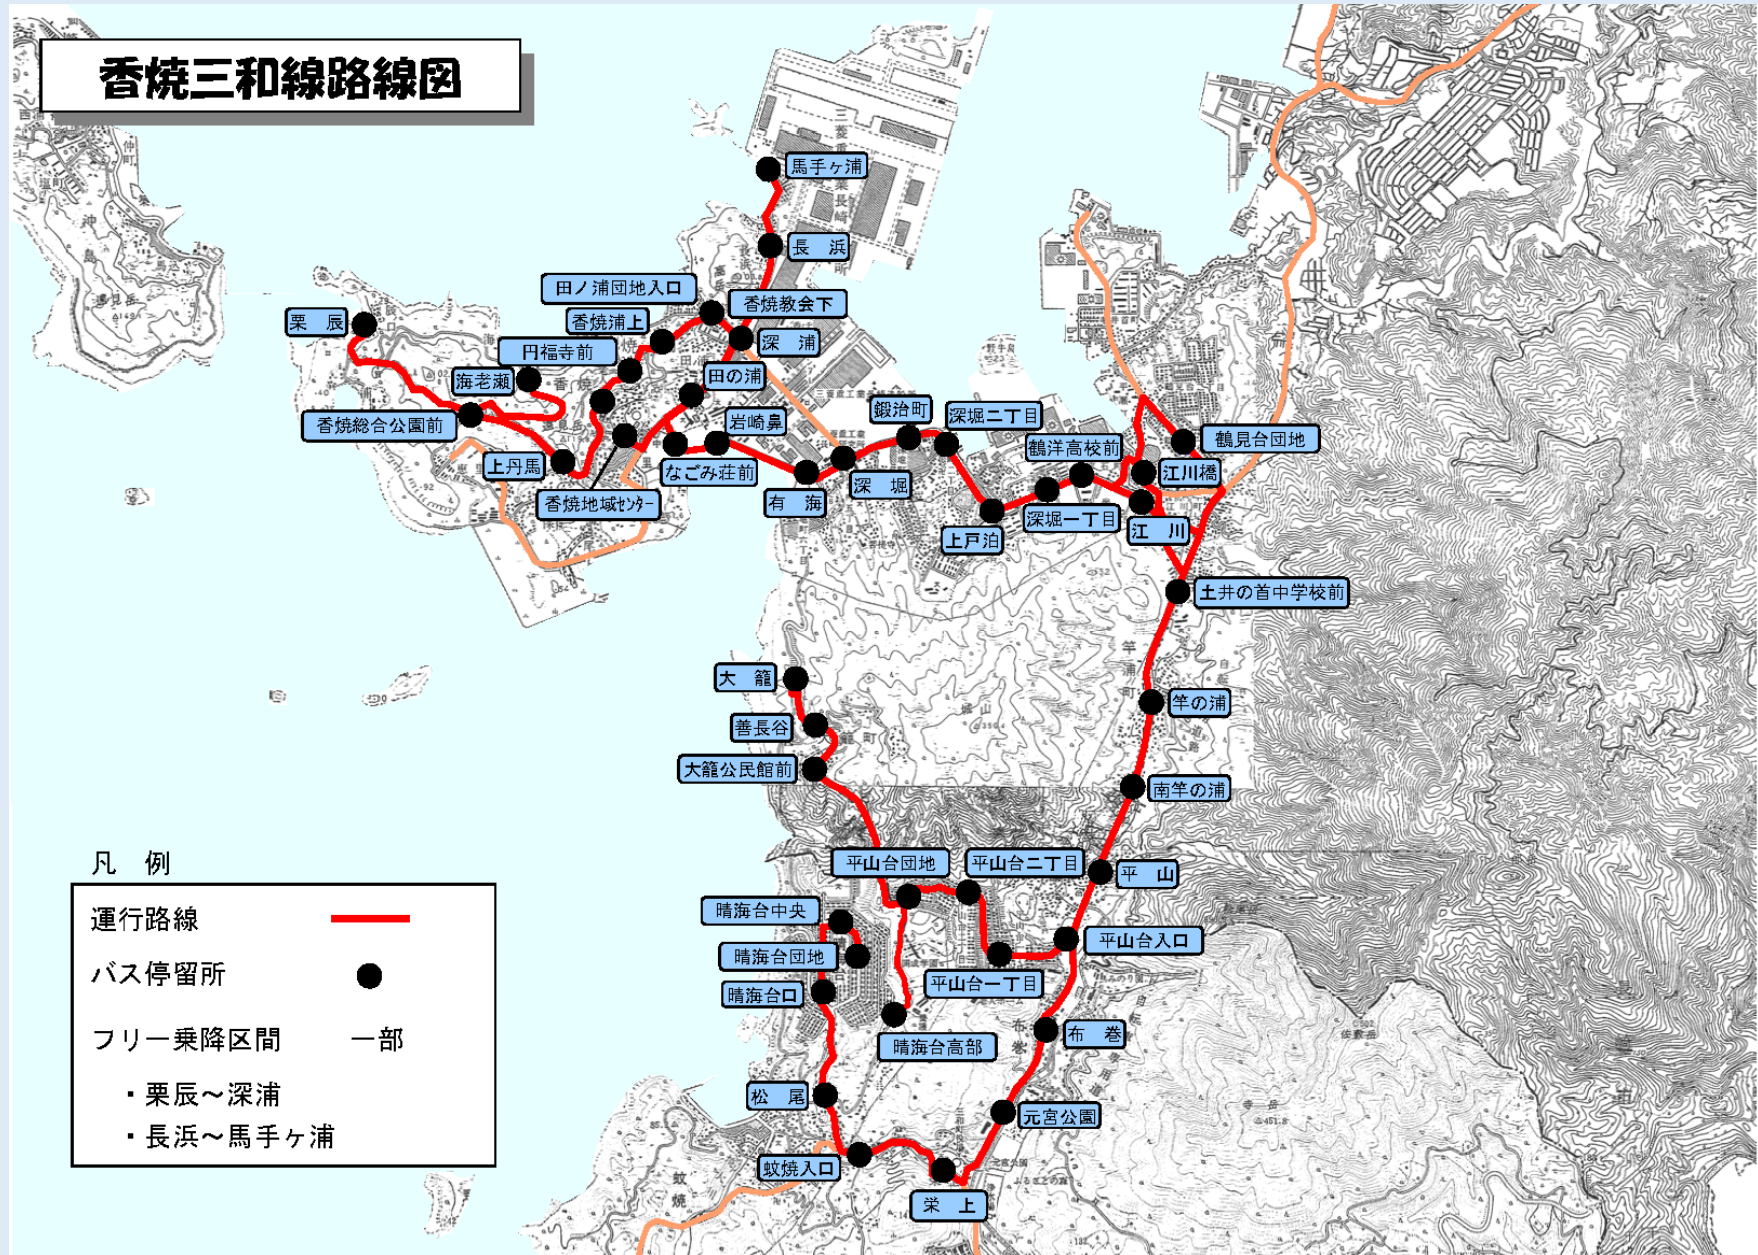 香焼三和線路線図
馬手ヶ浦
長 浜
田ノ浦団地入口
香焼教会下
栗 辰
香焼浦上
深 浦
円福寺前
海老瀬
田の浦
香焼総合公園前
岩崎鼻
鍛治町
深堀二丁目
鶴見台団地
上丹馬
なごみ荘前
鶴洋高校前
江川橋
香焼地域センター
有 海
深 堀
上戸泊
深堀一丁目
江 川
土井の首中学校前
大 籠
竿の浦
善長谷
大籠公民館前
南竿の浦
平山台団地
平山台二丁目
平 山
晴海台中央
平山台入口
晴海台団地
平山台一丁目
晴海台口
布 巻
晴海台高部
松 尾
元宮公園
蚊焼入口
栄 上
凡 例
運行路線
バス停留所
フリー乗降区間 一部
・栗辰～深浦
・長浜～馬手ヶ浦
竿浦町
蚊焼
布巻